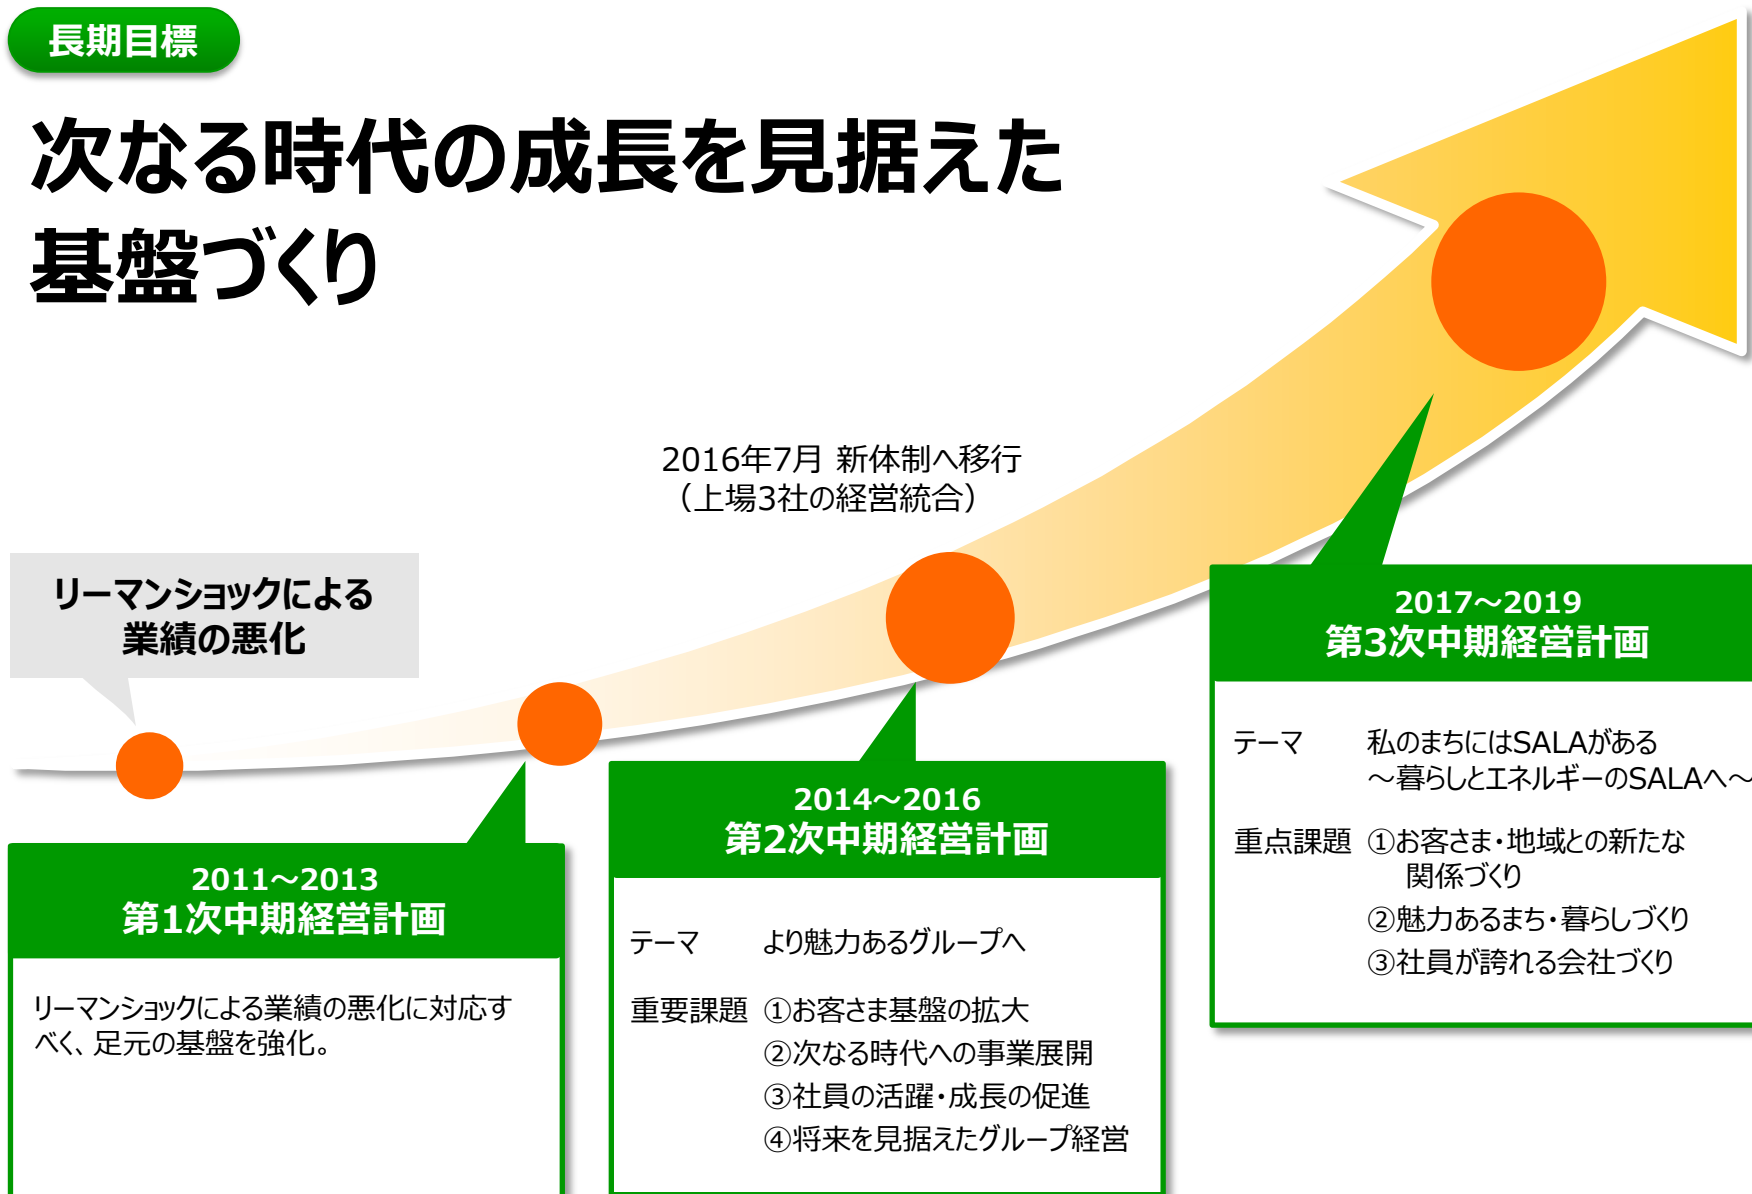 長期目標
次なる時代の成長を見据えた
基盤づくり
2016年7月 新体制へ移行
（上場3社の経営統合）
リーマンショックによる
業績の悪化
2011～2013
第1次中期経営計画
リーマンショックによる業績の悪化に対応す
べく、足元の基盤を強化。
2014～2016
第2次中期経営計画
テーマ より魅力あるグループへ
重要課題 ①お客さま基盤の拡大
②次なる時代への事業展開
③社員の活躍・成長の促進
④将来を見据えたグループ経営
2017～2019
第3次中期経営計画
テーマ 私のまちにはSALAがある
～暮らしとエネルギーのSALAへ～
重点課題 ①お客さま・地域との新たな
関係づくり
②魅力あるまち・暮らしづくり
③社員が誇れる会社づくり